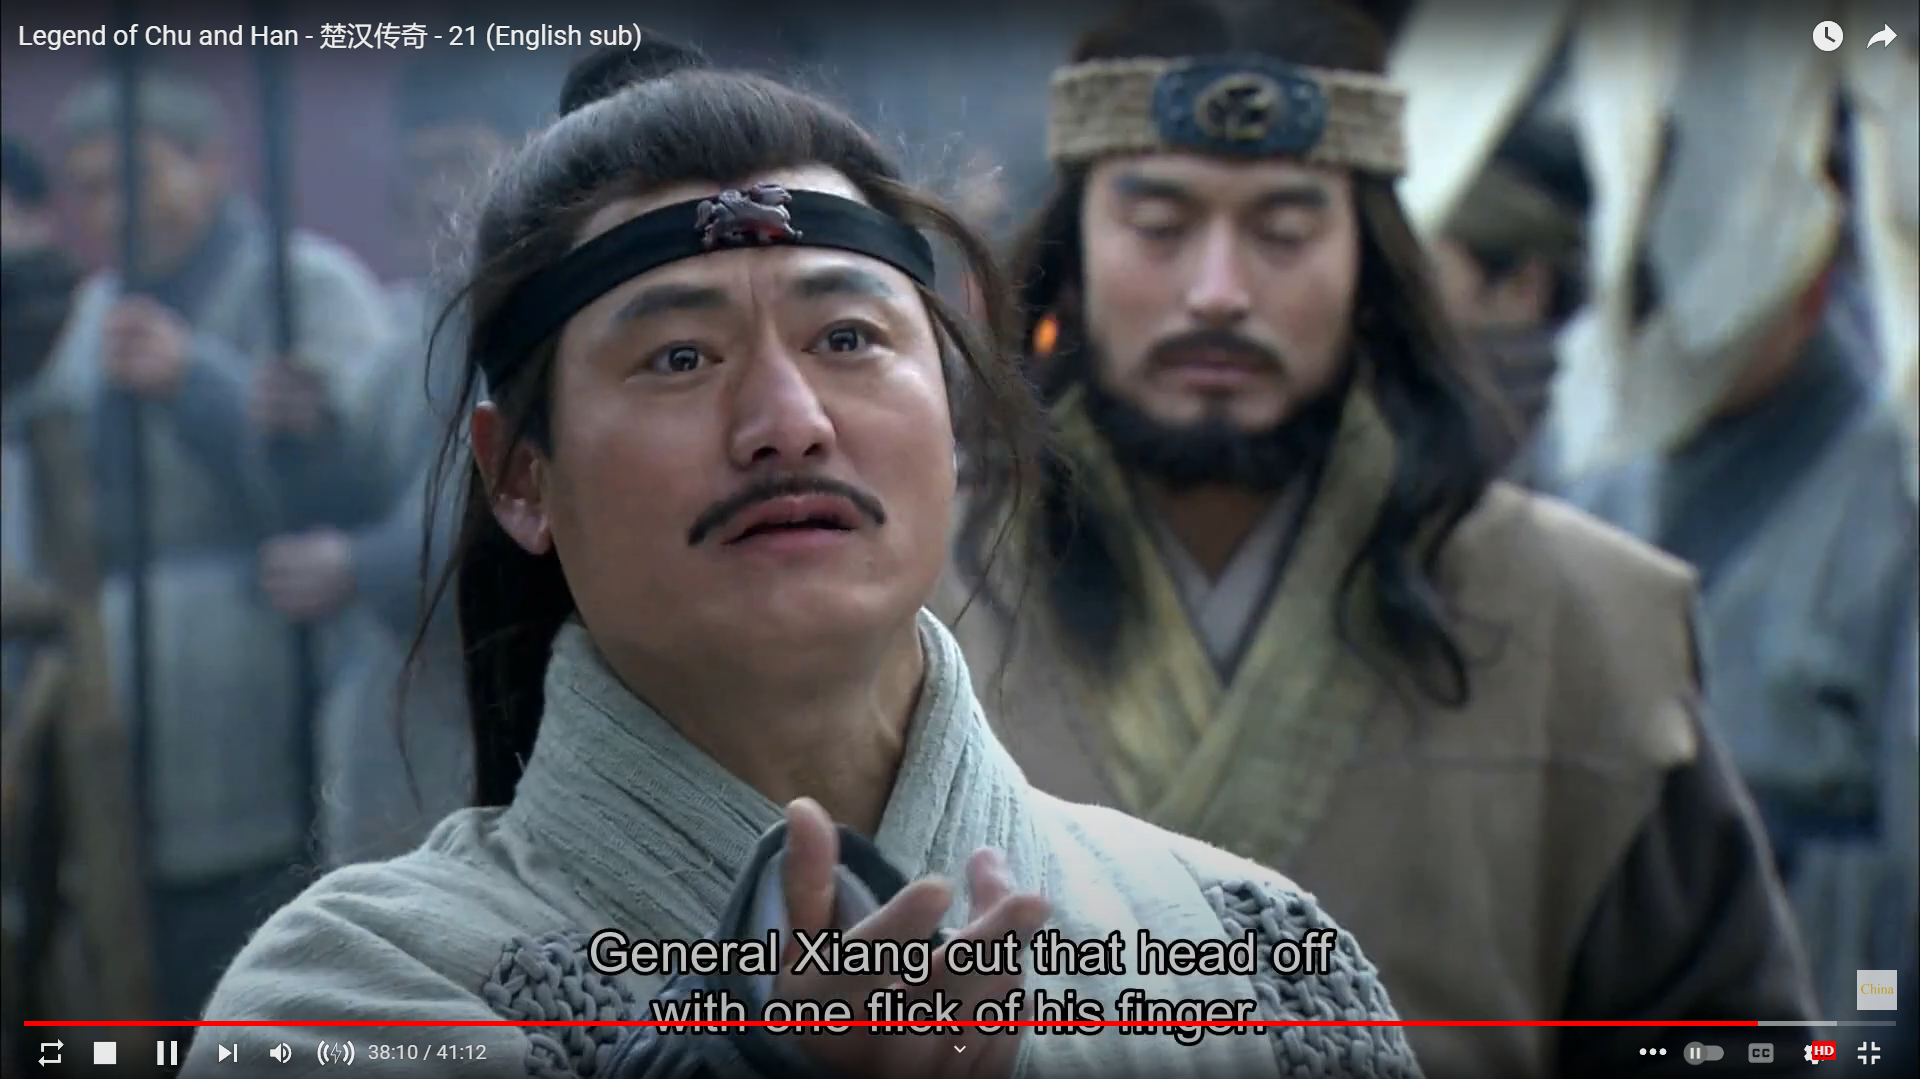 Legend of Chu and Han - 楚汉传奇 - 21 (English sub)
General Xiang cut that head off
with one flick of his finger.
China
38:10 / 41:12
CC
HD